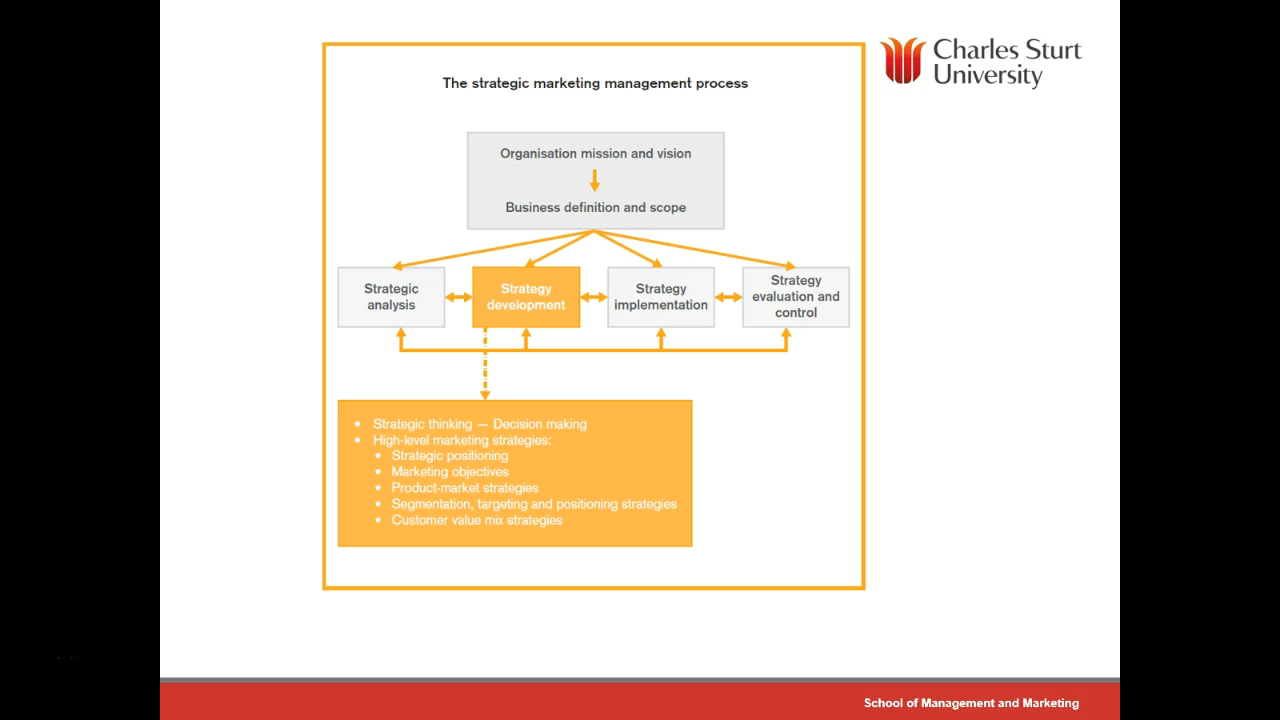 Charles Sturt
University
The strategic marketing management process
Organisation mission and vision
Business definition and scope
Strategic
analysis
Strategy
development
Strategy
implementation
Strategy
evaluation and
control
• Strategic thinking — Decision making
• High-level marketing strategies:
• Strategic positioning
• Marketing objectives
• Product-market strategies
• Segmentation, targeting and positioning strategies
• Customer value mix strategies
School of Management and Marketing